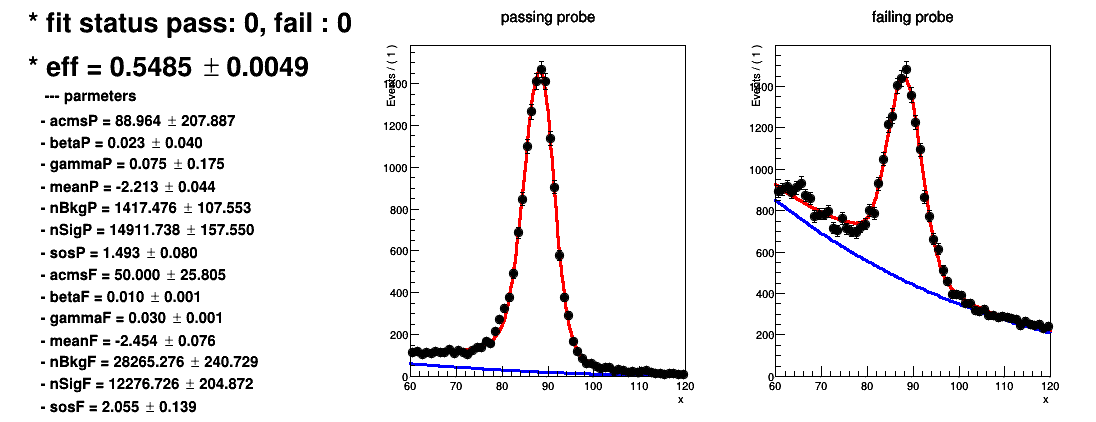 * fit status pass: 0, fail : 0
* eff = 0.5485 ± 0.0049
--- parmeters
- acmsP = 88.964 ± 207.887
- betaP = 0.023 ± 0.040
- gammaP = 0.075 ± 0.175
- meanP = -2.213 ± 0.044
- nBkgP = 1417.476 ± 107.553
- nSigP = 14911.738 ± 157.550
- sosP = 1.493 ± 0.080
- acmsF = 50.000 ± 25.805
- betaF = 0.010 ± 0.001
- gammaF = 0.030 ± 0.001
- meanF = -2.454 ± 0.076
- nBkgF = 28265.276 ± 240.729
- nSigF = 12276.726 ± 204.872
- sosF = 2.055 ± 0.139
passing probe
Events / ( 1 )
1400
1200
1000
800
600
400
200
0
60 70 80 90 100 110 120
x
failing probe
Events / ( 1 )
1400
1200
1000
800
600
400
200
0
60 70 80 90 100 110 120
x